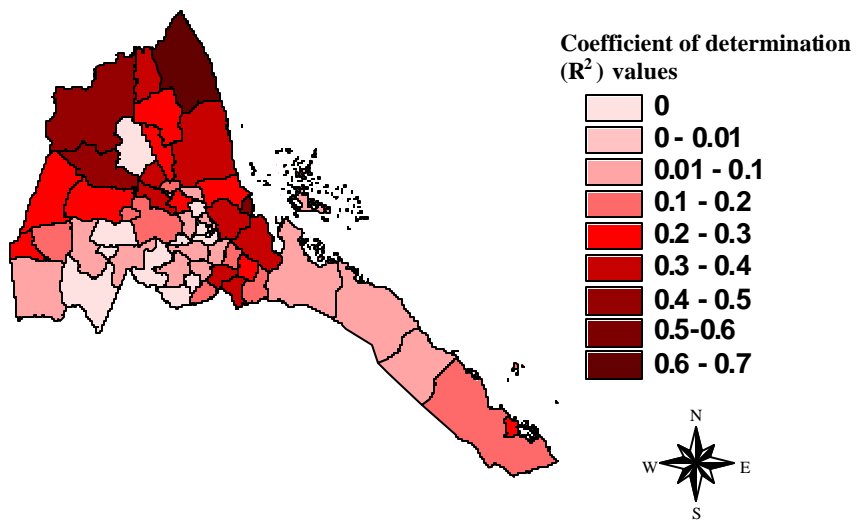 Coefficient of determination
(R²) values
0
0 - 0.01
0.01 - 0.1
0.1 - 0.2
0.2 - 0.3
0.3 - 0.4
0.4 - 0.5
0.5-0.6
0.6 - 0.7
N
W E
S